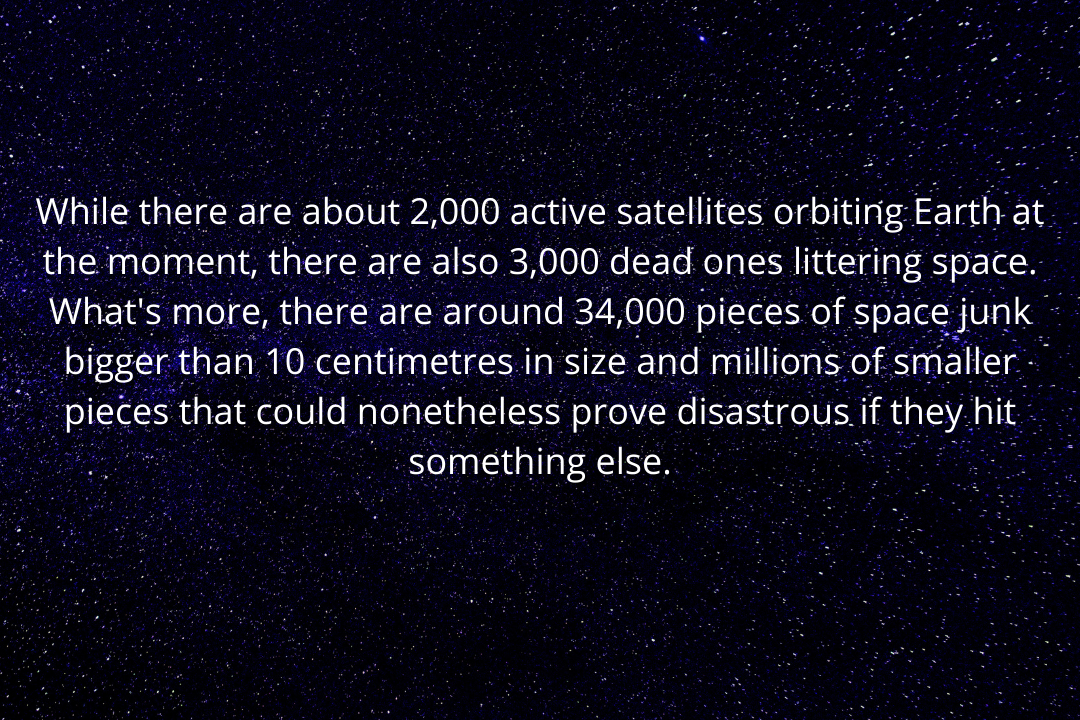 While there are about 2,000 active satellites orbiting Earth at
the moment, there are also 3,000 dead ones littering space.
What's more, there are around 34,000 pieces of space junk
bigger than 10 centimetres in size and millions of smaller
pieces that could nonetheless prove disastrous if they hit
something else.